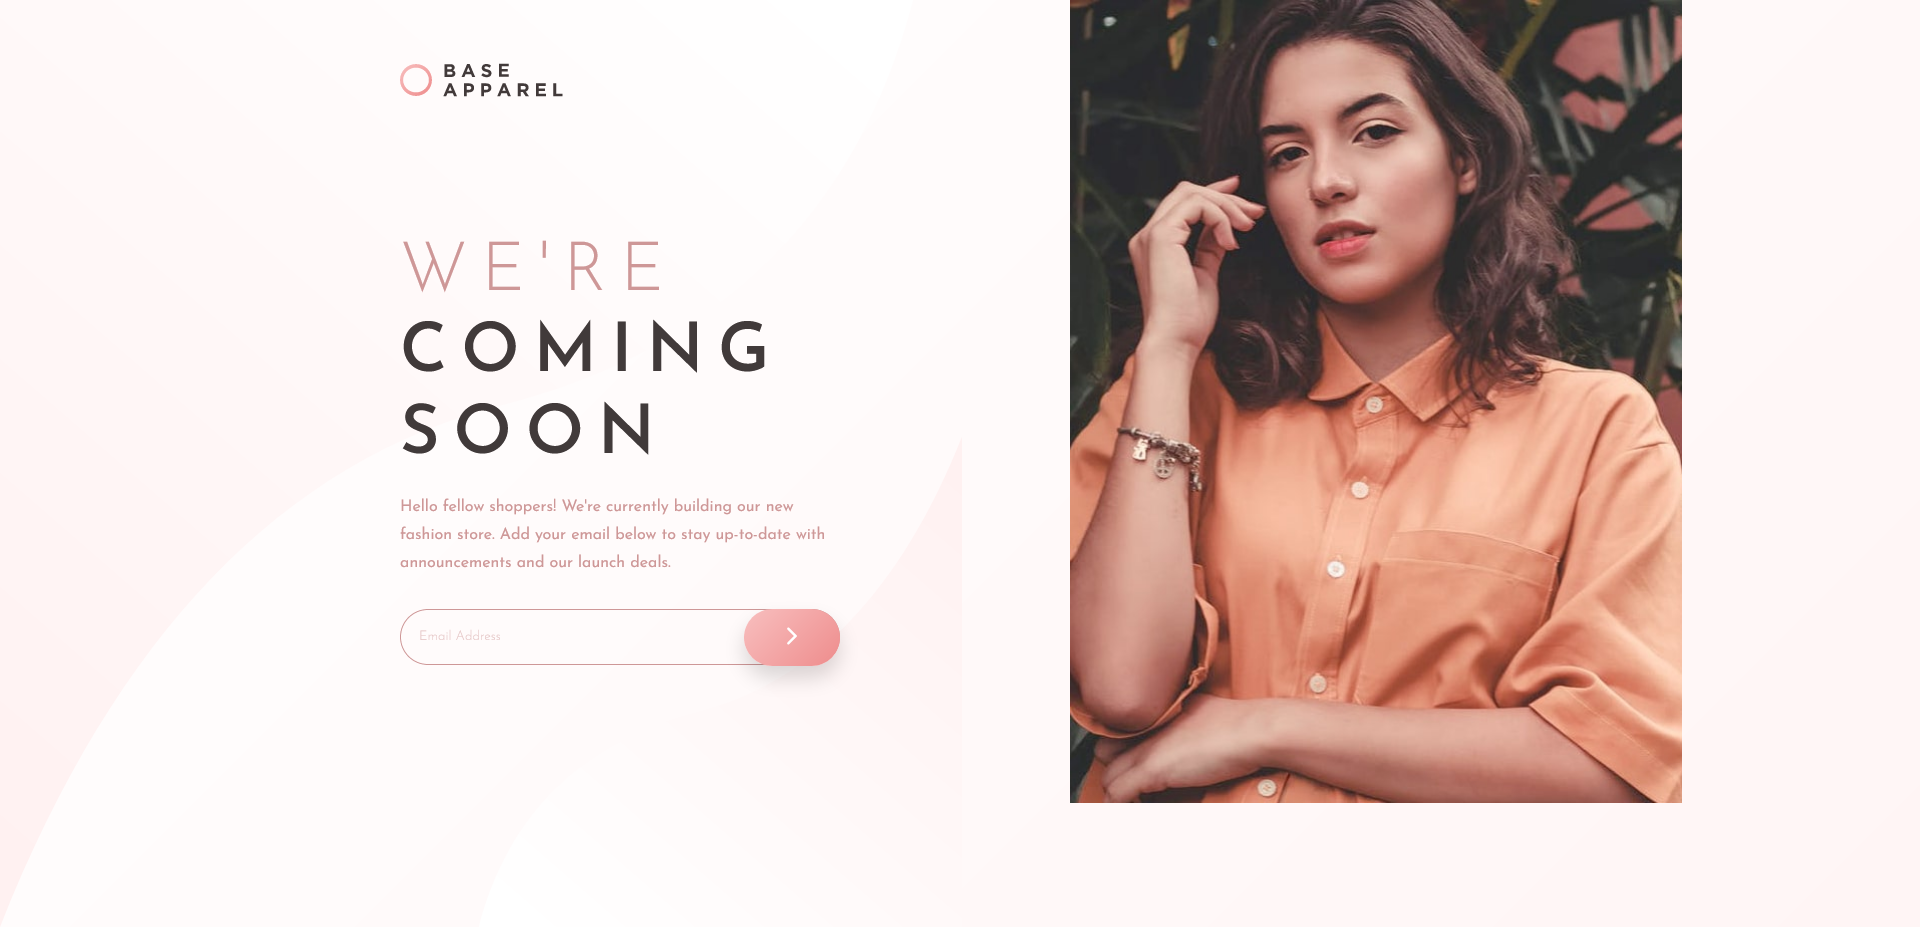 BASE
APPAREL
WE'RE
COMING
SOON
Hello fellow shoppers! We're currently building our new
fashion store. Add your email below to stay up-to-date with
announcements and our launch deals.
Email Address